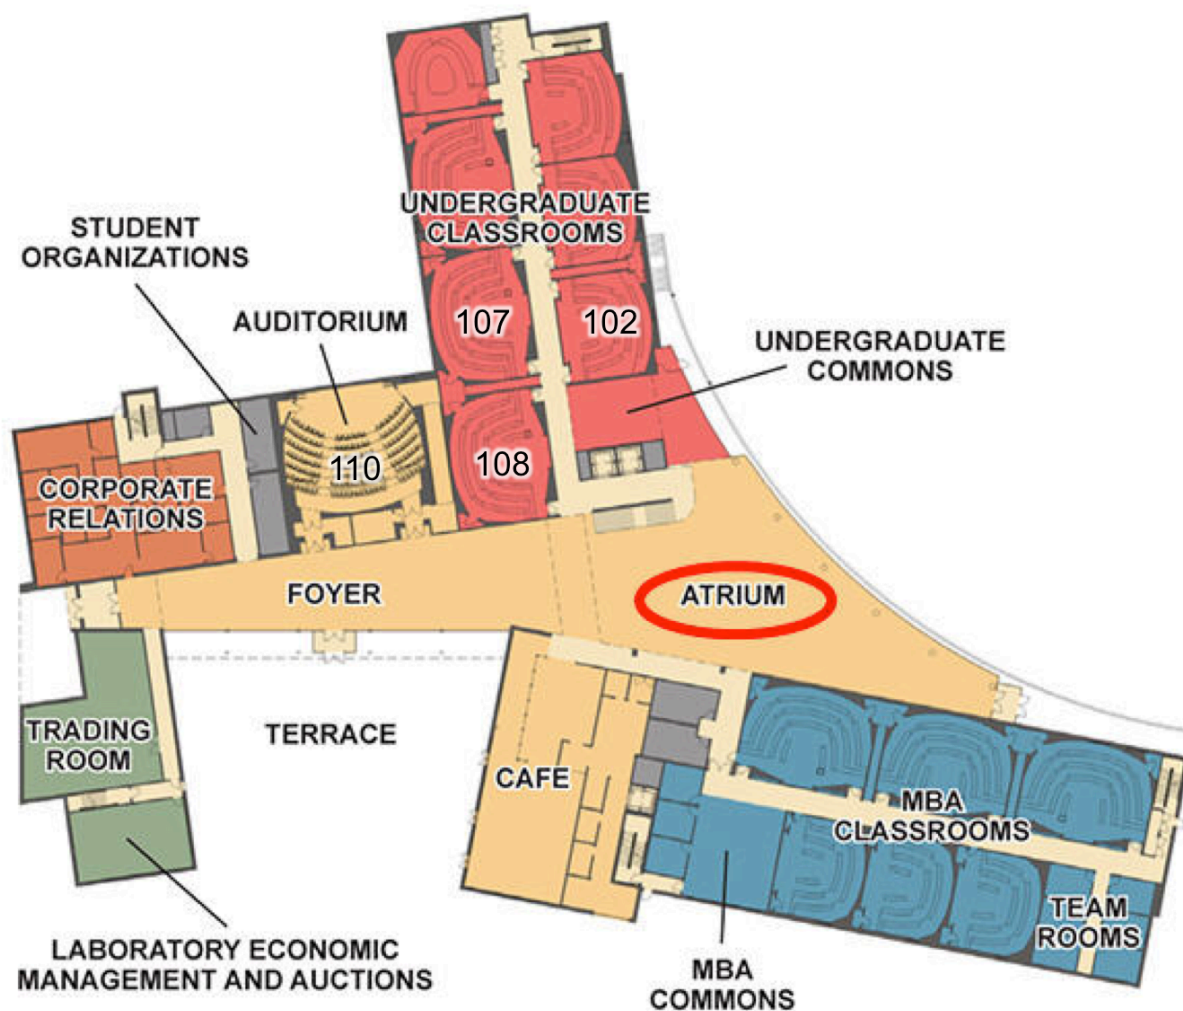 UNDERGRADUATE
CLASSROOMS
STUDENT
ORGANIZATIONS
AUDITORIUM
107
102
UNDERGRADUATE
COMMONS
110
108
CORPORATE
RELATIONS
FOYER
ATRIUM
TRADING
ROOM
TERRACE
CAFE
MBA
CLASSROOMS
TEAM
ROOMS
LABORATORY ECONOMIC
MANAGEMENT AND AUCTIONS
MBA
COMMONS